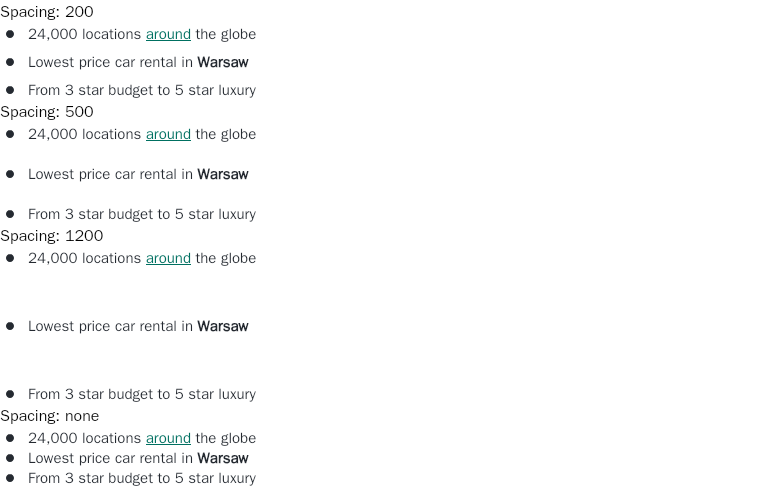 Spacing: 200
● 24,000 locations around the globe
● Lowest price car rental in Warsaw
● From 3 star budget to 5 star luxury
Spacing: 500
● 24,000 locations around the globe
● Lowest price car rental in Warsaw
● From 3 star budget to 5 star luxury
Spacing: 1200
● 24,000 locations around the globe
● Lowest price car rental in Warsaw
● From 3 star budget to 5 star luxury
Spacing: none
● 24,000 locations around the globe
● Lowest price car rental in Warsaw
● From 3 star budget to 5 star luxury